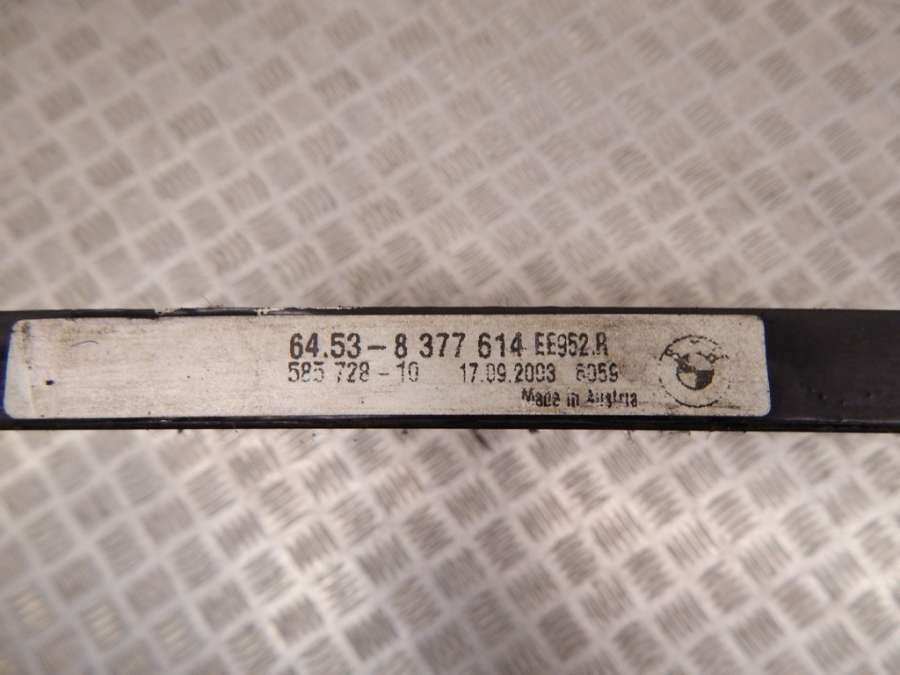 64.53-8 377 614 EE952.R
585 728-10 17.09.2003 6059
Made in Austria